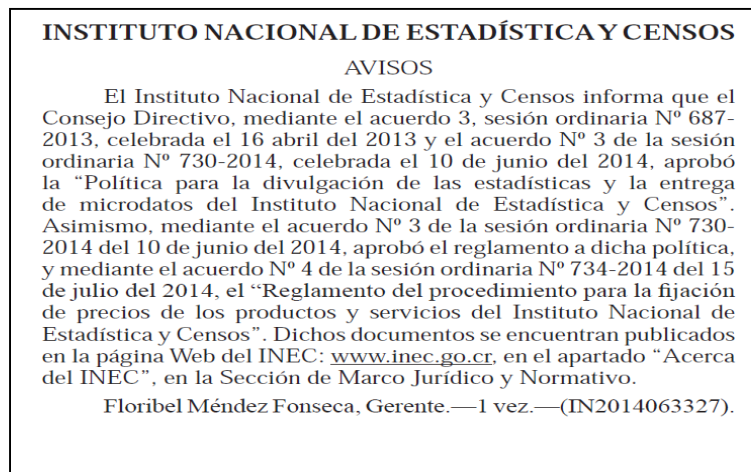 INSTITUTO NACIONAL DE ESTADÍSTICA Y CENSOS
AVISOS
El Instituto Nacional de Estadística y Censos informa que el
Consejo Directivo, mediante el acuerdo 3, sesión ordinaria Nº 687-
2013, celebrada el 16 abril del 2013 y el acuerdo Nº 3 de la sesión
ordinaria Nº 730-2014, celebrada el 10 de junio del 2014, aprobó
la “Política para la divulgación de las estadísticas y la entrega
de microdatos del Instituto Nacional de Estadística y Censos”.
Asimismo, mediante el acuerdo Nº 3 de la sesión ordinaria Nº 730-
2014 del 10 de junio del 2014, aprobó el reglamento a dicha política,
y mediante el acuerdo Nº 4 de la sesión ordinaria Nº 734-2014 del 15
de julio del 2014, el “Reglamento del procedimiento para la fijación
de precios de los productos y servicios del Instituto Nacional de
Estadística y Censos”. Dichos documentos se encuentran publicados
en la página Web del INEC: www.inec.go.cr, en el apartado “Acerca
del INEC”, en la Sección de Marco Jurídico y Normativo.
Floribel Méndez Fonseca, Gerente.—1 vez.—(IN2014063327).